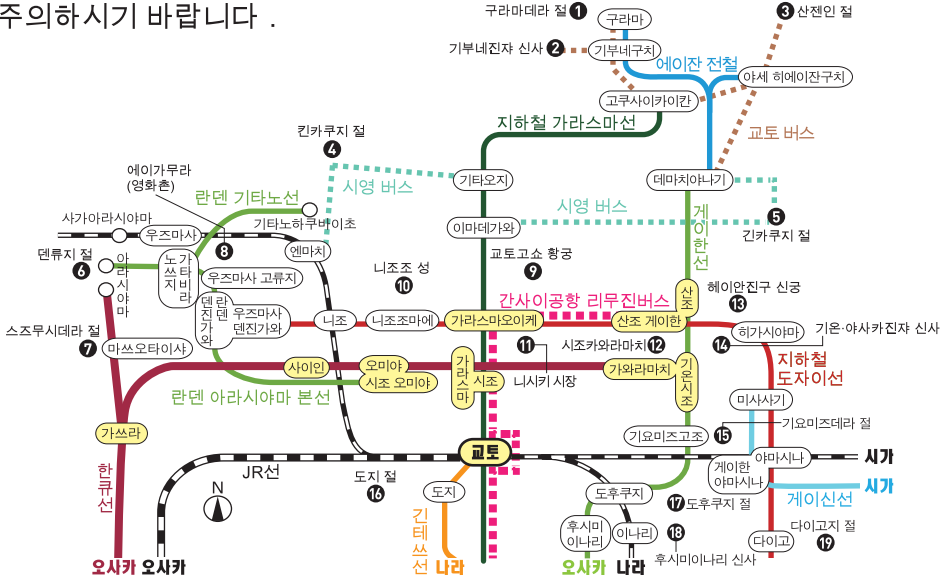 주의하시기 바랍니다 .
구라마데라 절 1
구라마
3 산젠인 절
기부네진쟈 신사 2
기부네구치
에이잔 전철
야세 히에이잔구치
고쿠사이카이칸
지하철 가라스마선
교토 버스
킨카쿠지 절
4
에이가무라
(영화촌)
시영 버스
기타오지
데마치야나기
란덴 기타노선
시영 버스
5
긴카쿠지 절
사가아라시야마
기타노하쿠바이초
이마데가와
게이한선
우즈마사
8
엔마치
교토고쇼 황궁
9
덴류지 절
6
아라시야마
노쓰지
가타비라
우즈마사 고류지
니조조 성
10
헤이안진구 신궁
13
간사이공항 리무진버스
산조
덴진가와
란덴
우즈마사
덴진가와
니조
니조조마에
가라스마오이케
산조 게이한
히가시야마
기온·야사카진쟈 신사
14
스즈무시데라 절
7
마쓰오타이샤
11
시조카와라마치 12
지하철
도자이선
사이인
오미야
시조 오미야
가라스마
시조
니시키 시장
가와라마치
기온시조
란덴 아라시야마 본선
미사사기
가쓰라
기요미즈고조
15
기요미즈데라 절
교토
야마시나
시가
한큐선
JR선
도지 절
16
게이한
야마시나
시가
게이신선
N
도지
도후쿠지
17 도후쿠지 절
긴테쓰선
후시미
이나리
이나리
18
후시미이나리 신사
다이고지 절
19
다이고
오사카
오사카
나라
오사카
나라